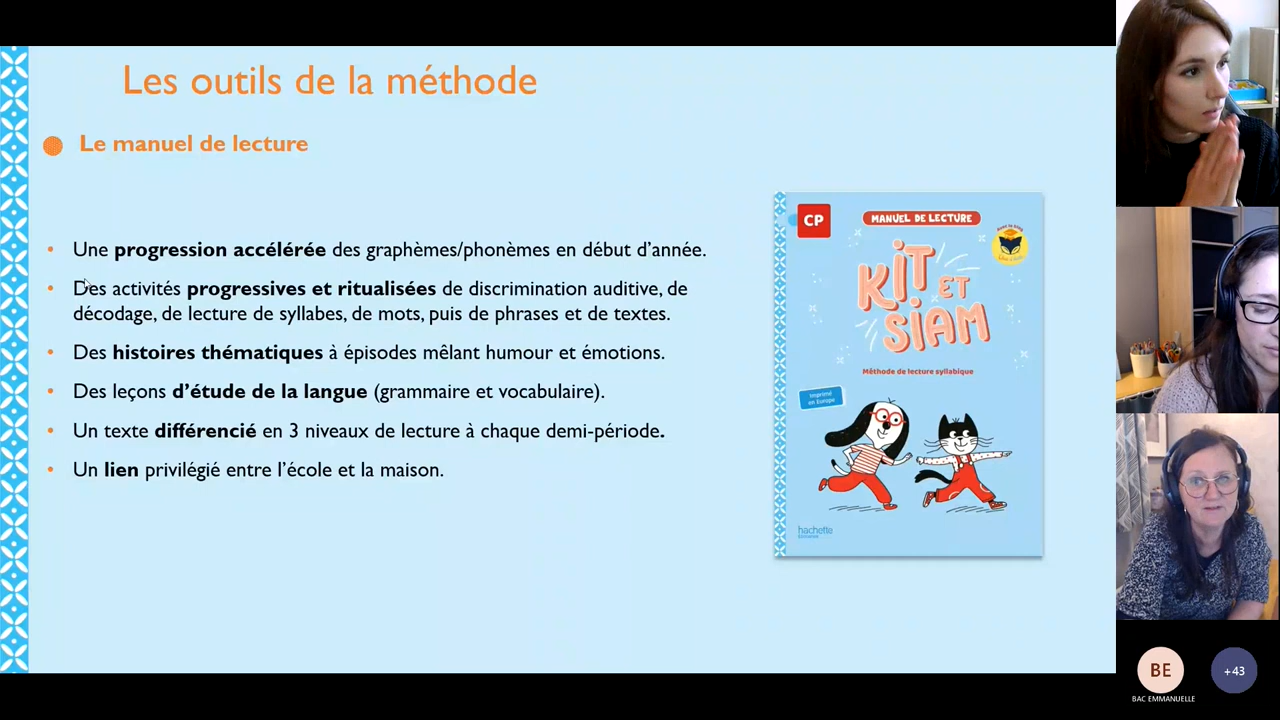 Les outils de la méthode
Le manuel de lecture
• Une progression accélérée des graphèmes/phonèmes en début d'année.
• Des activités progressives et ritualisées de discrimination auditive, de
décodage, de lecture de syllabes, de mots, puis de phrases et de textes.
• Des histoires thématiques à épisodes mêlant humour et émotions.
• Des leçons d'étude de la langue (grammaire et vocabulaire).
• Un texte différencié en 3 niveaux de lecture à chaque demi-période.
• Un lien privilégié entre l'école et la maison.
CP
MANUEL DE LECTURE
KIT ET
SIAM
Méthode de lecture syllabique
Imprimé
en Europe
hachette
ÉDUCATION
BE
+43
BAC EMMANUELLE